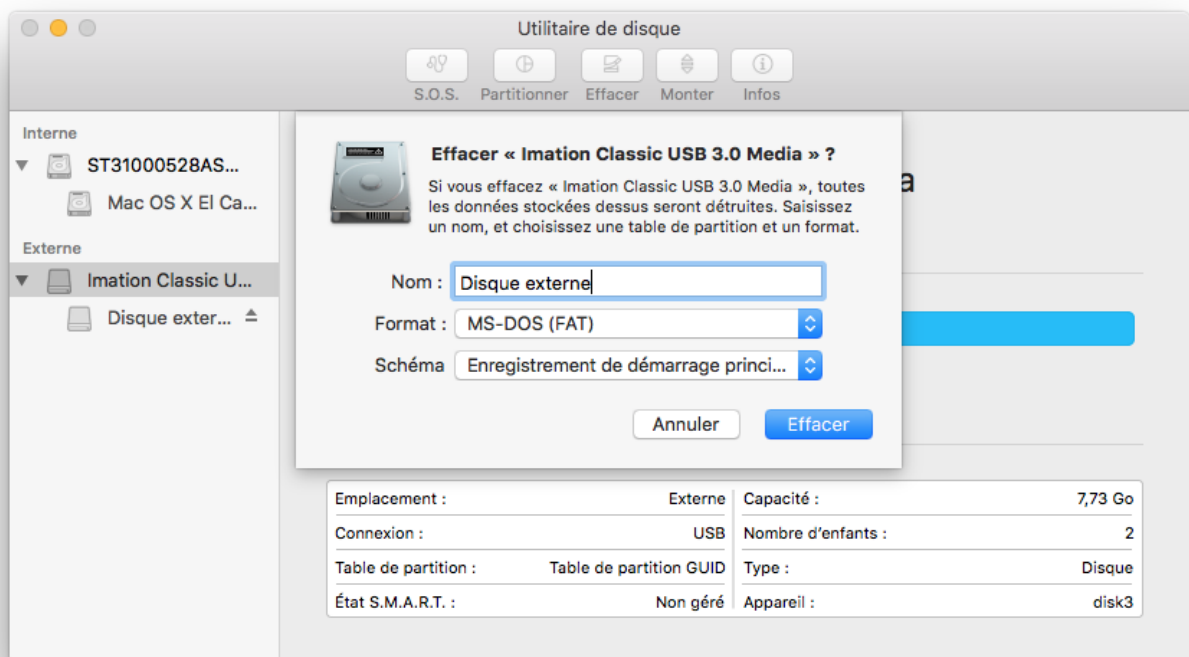 Utilitaire de disque
S.O.S. Partitionner Effacer Monter Infos
Interne
ST31000528AS...
Mac OS X El Ca...
Externe
Imation Classic U...
Disque exter...
Effacer « Imation Classic USB 3.0 Media » ?
Si vous effacez « Imation Classic USB 3.0 Media », toutes
les données stockées dessus seront détruites. Saisissez
un nom, et choisissez une table de partition et un format.
Nom : Disque externe
Format : MS-DOS (FAT)
Schéma Enregistrement de démarrage princi...
Annuler Effacer
a
Emplacement : Externe Capacité : 7,73 Go
Connexion : USB Nombre d'enfants : 2
Table de partition : Table de partition GUID Type : Disque
État S.M.A.R.T. : Non géré Appareil : disk3